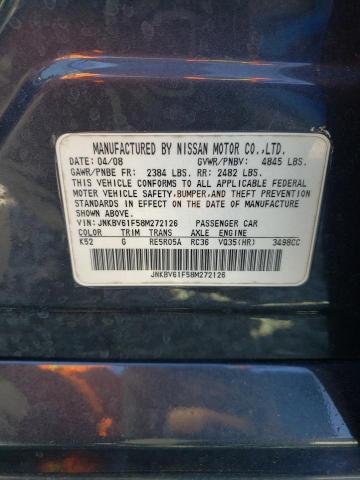 MANUFACTURED BY NISSAN MOTOR CO.,LTD.
DATE: 04/08 GVWR/PNBV: 4845 LBS.
GAWR/PNBE FR: 2384 LBS. RR: 2482 LBS.
THIS VEHICLE CONFORMS TO ALL APPLICABLE FEDERAL
MOTOR VEHICLE SAFETY,BUMPER,AND THEFT PREVENTION
STANDARDS IN EFFECT ON THE DATE OF MANUFACTURE
SHOWN ABOVE.
VIN: JNKBV61F58M272126 PASSENGER CAR
COLOR TRIM TRANS AXLE ENGINE
K52 G RE5R05A RC36 VQ35(HR) 3498CC
JNKBV61F58M272126